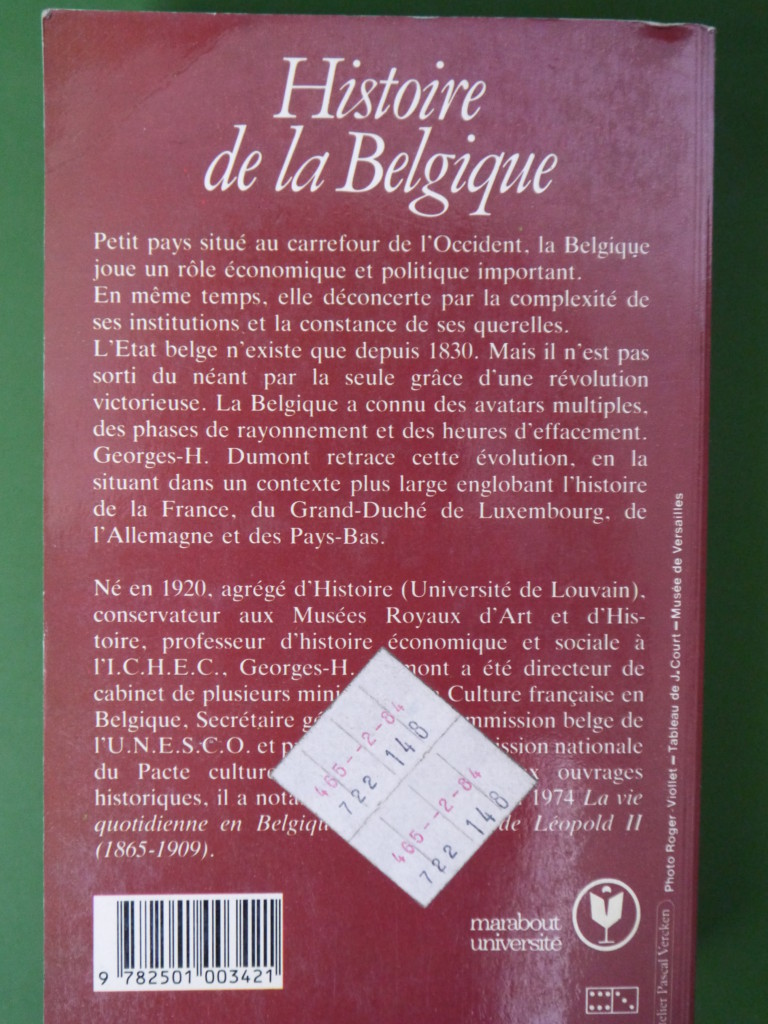 Histoire
de la Belgique
Petit pays situé au carrefour de l'Occident, la Belgique
joue un rôle économique et politique important.
En même temps, elle déconcerte par la complexité de
ses institutions et la constance de ses querelles.
L'Etat belge n'existe que depuis 1830. Mais il n'est pas
sorti du néant par la seule grâce d'une révolution
victorieuse. La Belgique a connu des avatars multiples,
des phases de rayonnement et des heures d'effacement.
Georges-H. Dumont retrace cette évolution, en la
situant dans un contexte plus large englobant l'histoire
de la France, du Grand-Duché de Luxembourg, de
l'Allemagne et des Pays-Bas.
Né en 1920, agrégé d'Histoire (Université de Louvain),
conservateur aux Musées Royaux d'Art et d'His-
toire, professeur d'histoire économique et sociale à
l'I.C.H.E.C., Georges-H. mont a été directeur de
cabinet de plusieurs Culture française en
Belgique, Secrétaire belge de
l'U.N.E.S.C.O. et nationale
du Pacte ouvrages
historiques, il a 1974 La vie
quotidienne en de Léopold II
(1865-1909).
465--2-84
722 148
465--2-84
722 148
9 782501 003421
marabout
université
Photo Roger-Viollet - Tableau de J. Court - Musée de Versailles
Pascal Vercken